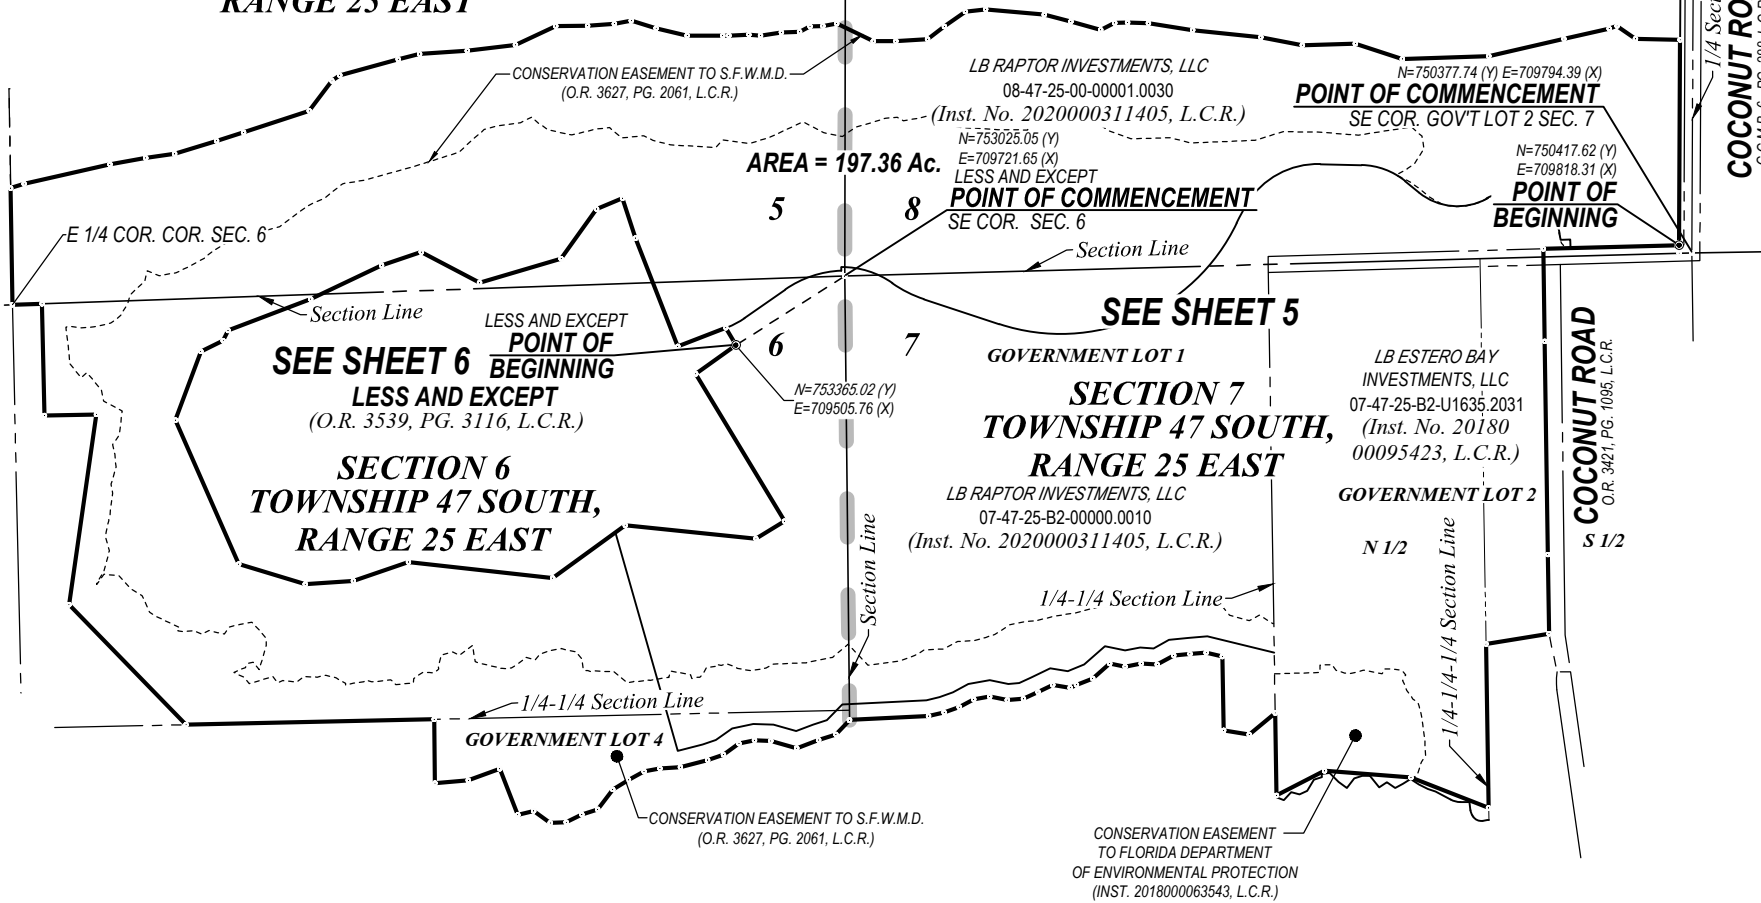 RANGE 25 EAST
CONSERVATION EASEMENT TO S.F.W.M.D.
(O.R. 3627, PG. 2061, L.C.R.)
LB RAPTOR INVESTMENTS, LLC
08-47-25-00-00001.0030
(Inst. No. 2020000311405, L.C.R.)
N=750377.74 (Y) E=709794.39 (X)
POINT OF COMMENCEMENT
SE COR. GOV'T LOT 2 SEC. 7
COCONUT RO
AREA = 197.36 Ac.
N=753025.05 (Y)
E=709721.65 (X)
LESS AND EXCEPT
POINT OF COMMENCEMENT
SE COR. SEC. 6
N=750417.62 (Y)
E=709818.31 (X)
POINT OF
BEGINNING
5
8
E 1/4 COR. COR. SEC. 6
Section Line
Section Line
SEE SHEET 5
LESS AND EXCEPT
POINT OF
BEGINNING
SEE SHEET 6
LESS AND EXCEPT
(O.R. 3539, PG. 3116, L.C.R.)
6
7
N=753365.02 (Y)
E=709505.76 (X)
GOVERNMENT LOT 1
SECTION 7
TOWNSHIP 47 SOUTH,
RANGE 25 EAST
LB ESTERO BAY
INVESTMENTS, LLC
07-47-25-B2-U1635.2031
(Inst. No. 20180
00095423, L.C.R.)
COCONUT ROAD
O.R. 3421, PG. 1095, L.C.R.
SECTION 6
TOWNSHIP 47 SOUTH,
RANGE 25 EAST
LB RAPTOR INVESTMENTS, LLC
07-47-25-B2-00000.0010
(Inst. No. 2020000311405, L.C.R.)
GOVERNMENT LOT 2
N 1/2
S 1/2
Section Line
1/4-1/4 Section Line
1/4-1/4-1/4 Section Line
1/4-1/4 Section Line
GOVERNMENT LOT 4
CONSERVATION EASEMENT TO S.F.W.M.D.
(O.R. 3627, PG. 2061, L.C.R.)
CONSERVATION EASEMENT
TO FLORIDA DEPARTMENT
OF ENVIRONMENTAL PROTECTION
(INST. 2018000063543, L.C.R.)